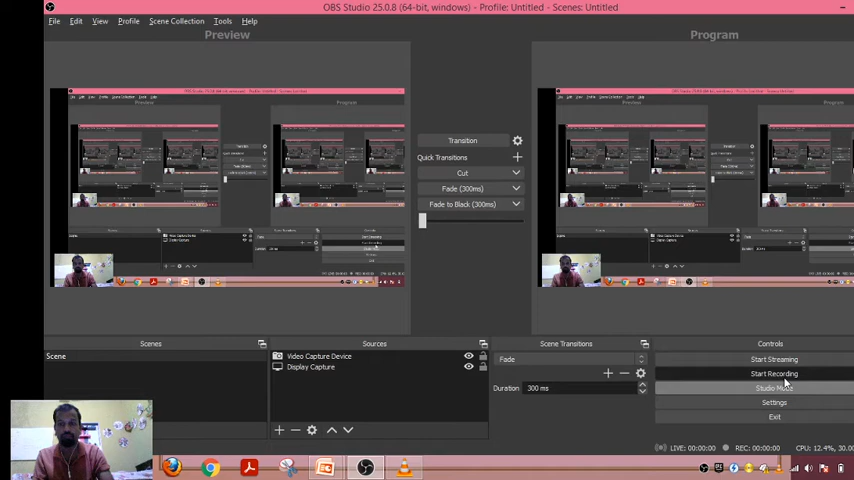 OBS Studio 25.0.8 (64-bit, windows) - Profile: Untitled - Scenes: Untitled
File Edit View Profile Scene Collection Tools Help
Preview
Program
Transition
Quick Transitions
Cut
Fade (300ms)
Fade to Black (300ms)
Scenes
Sources
Scene Transitions
Controls
Scene
Video Capture Device
Display Capture
Fade
Duration 300 ms
Start Streaming
Start Recording
Studio Mode
Settings
Exit
LIVE: 00:00:00 REC: 00:00:00 CPU: 12.4%, 30.00